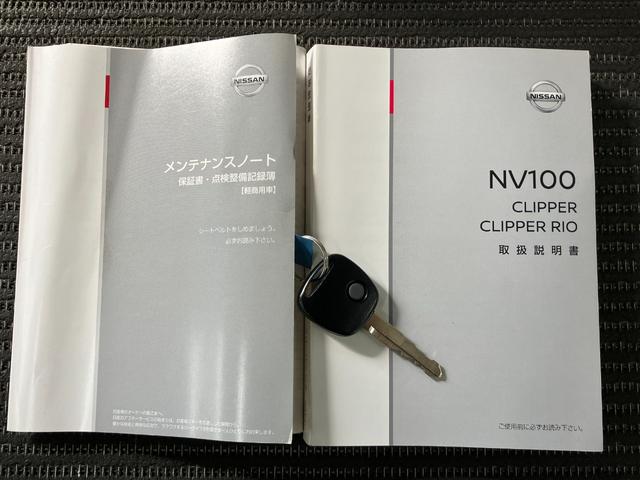 NISSAN
メンテナンスノート
保証書・点検整備記録簿
【軽商用車】
シートベルトをしめましょう。
必ずお読み下さい。
NISSAN
NV100
CLIPPER
CLIPPER RIO
取扱説明書
ご使用前に必ずお読み下さい。